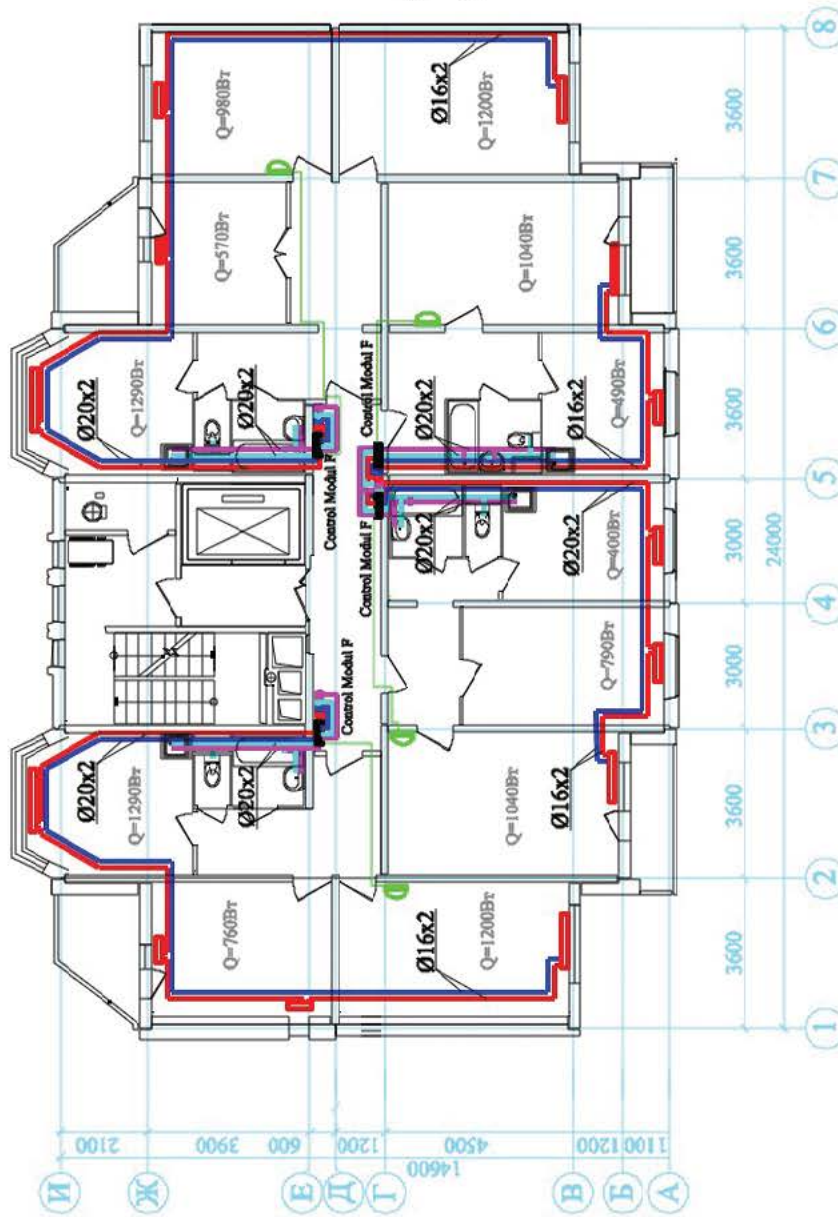 Q=980Вт
Ø16x2
Q=1200Вт
Q=570Вт
Q=1040Вт
Ø20x2
Q=1290Вт
Ø20x2
Control Modul F
Control Modul F
Ø20x2
Ø16x2
Q=490Вт
Control Modul F
Ø20x2
Ø20x2
Q=400Вт
Control Modul F
Q=790Вт
Ø20x2
Q=1290Вт
Ø20x2
Q=1040Вт
Ø16x2
Q=760Вт
Ø16x2
Q=1200Вт
3600
3600
3600
3000
3000
3600
3600
24000
1
2
3
4
5
6
7
8
2100
3900
600
1200
4500
1200
1100
14600
И
Ж
Е
Д
Г
В
Б
А